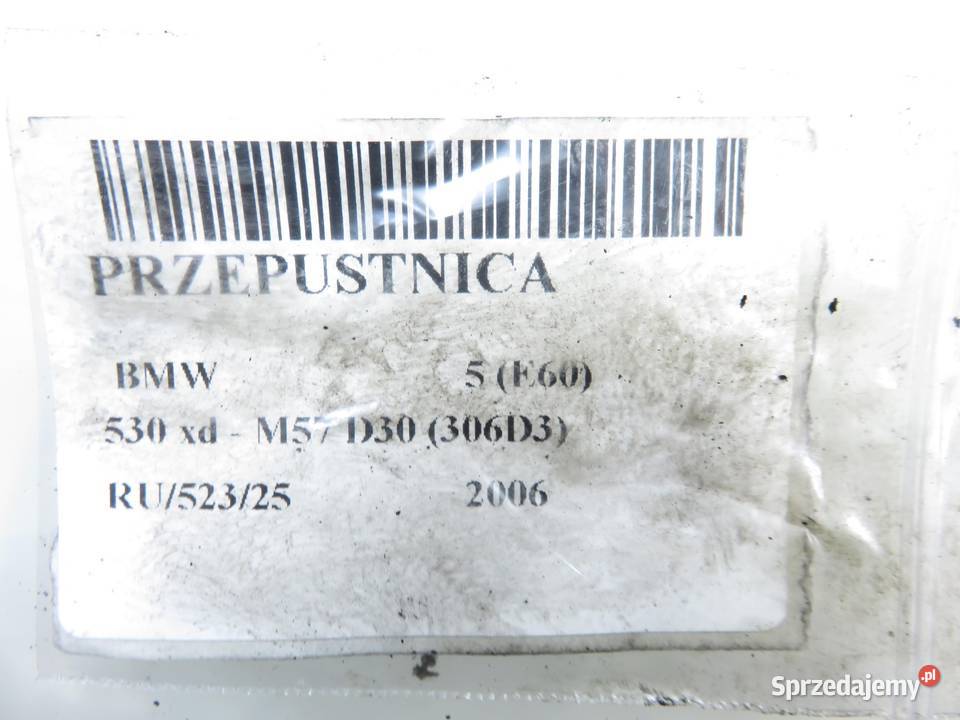 PRZEPUSTNICA
BMW 5 (E60)
530 xd - M57 D30 (306D3)
RU/523/25 2006
Sprzedajemy.pl